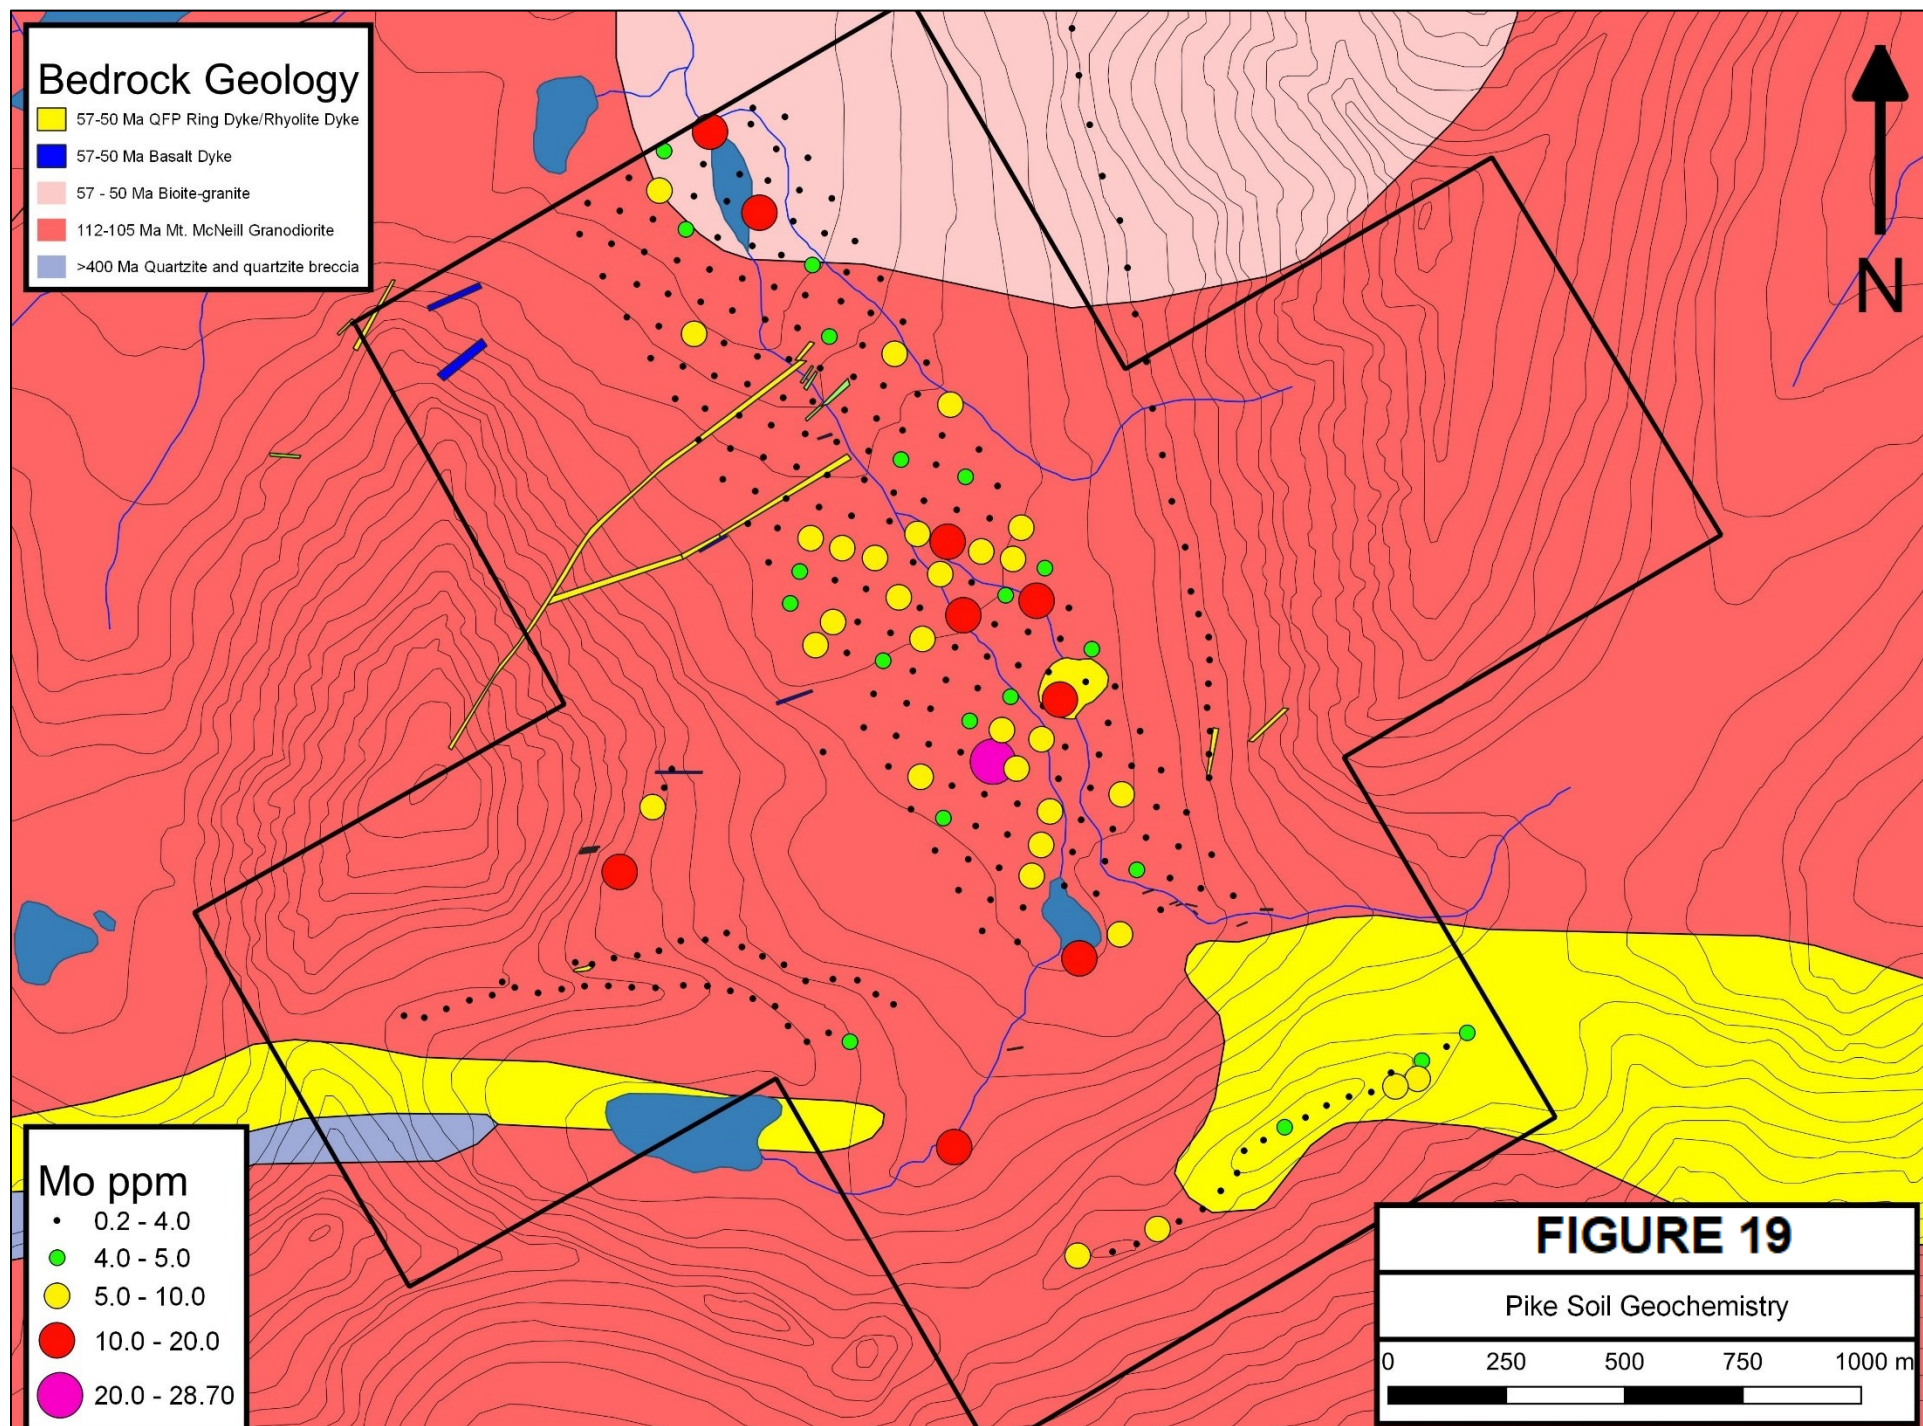 Bedrock Geology
57-50 Ma QFP Ring Dyke/Rhyolite Dyke
57-50 Ma Basalt Dyke
57 - 50 Ma Bioite-granite
112-105 Ma Mt. McNeill Granodiorite
>400 Ma Quartzite and quartzite breccia
N
Mo ppm
0.2 - 4.0
4.0 - 5.0
5.0 - 10.0
10.0 - 20.0
20.0 - 28.70
FIGURE 19
Pike Soil Geochemistry
0 250 500 750 1000 m